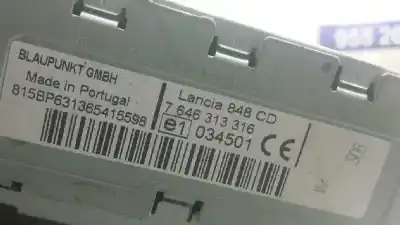 BLAUPUNKT GMBH
Made in Portugal
815BP631365415598
Lancia 848 CD
7 646 313 316
e1 034501 CE